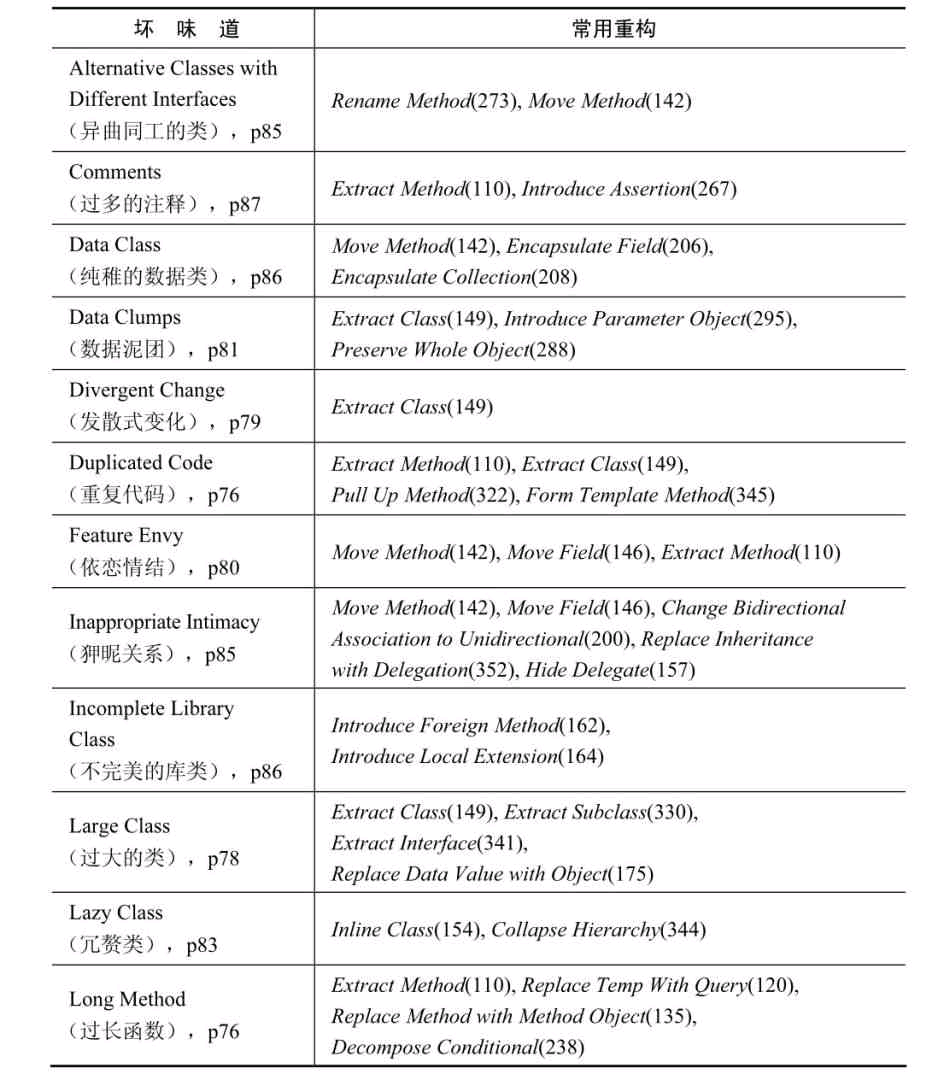 坏 味 道
常用重构
Alternative Classes with
Different Interfaces
（异曲同工的类），p85
Rename Method(273), Move Method(142)
Comments
（过多的注释），p87
Extract Method(110), Introduce Assertion(267)
Data Class
（纯稚的数据类），p86
Move Method(142), Encapsulate Field(206),
Encapsulate Collection(208)
Data Clumps
（数据泥团），p81
Extract Class(149), Introduce Parameter Object(295),
Preserve Whole Object(288)
Divergent Change
（发散式变化），p79
Extract Class(149)
Duplicated Code
（重复代码），p76
Extract Method(110), Extract Class(149),
Pull Up Method(322), Form Template Method(345)
Feature Envy
（依恋情结），p80
Move Method(142), Move Field(146), Extract Method(110)
Inappropriate Intimacy
（狎昵关系），p85
Move Method(142), Move Field(146), Change Bidirectional
Association to Unidirectional(200), Replace Inheritance
with Delegation(352), Hide Delegate(157)
Incomplete Library
Class
（不完美的库类），p86
Introduce Foreign Method(162),
Introduce Local Extension(164)
Large Class
（过大的类），p78
Extract Class(149), Extract Subclass(330),
Extract Interface(341),
Replace Data Value with Object(175)
Lazy Class
（冗赘类），p83
Inline Class(154), Collapse Hierarchy(344)
Long Method
（过长函数），p76
Extract Method(110), Replace Temp With Query(120),
Replace Method with Method Object(135),
Decompose Conditional(238)